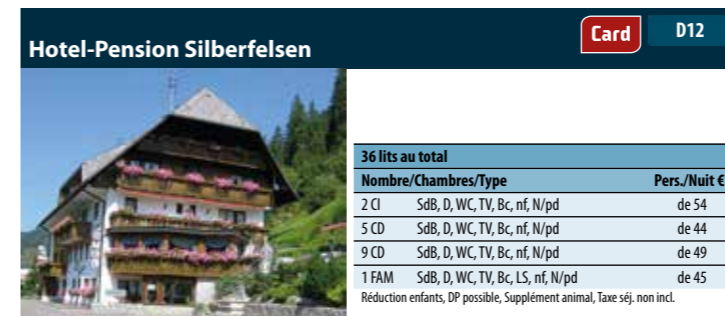 Hotel-Pension Silberfelsen
Card
D12
36 lits au total
Nombre/Chambres/Type Pers./Nuit €
2 CI SdB, D, WC, TV, Bc, nf, N/pd de 54
5 CD SdB, D, WC, TV, Bc, nf, N/pd de 44
9 CD SdB, D, WC, TV, Bc, nf, N/pd de 49
1 FAM SdB, D, WC, TV, Bc, LS, nf, N/pd de 45
Réduction enfants, DP possible, Supplément animal, Taxe séj. non incl.